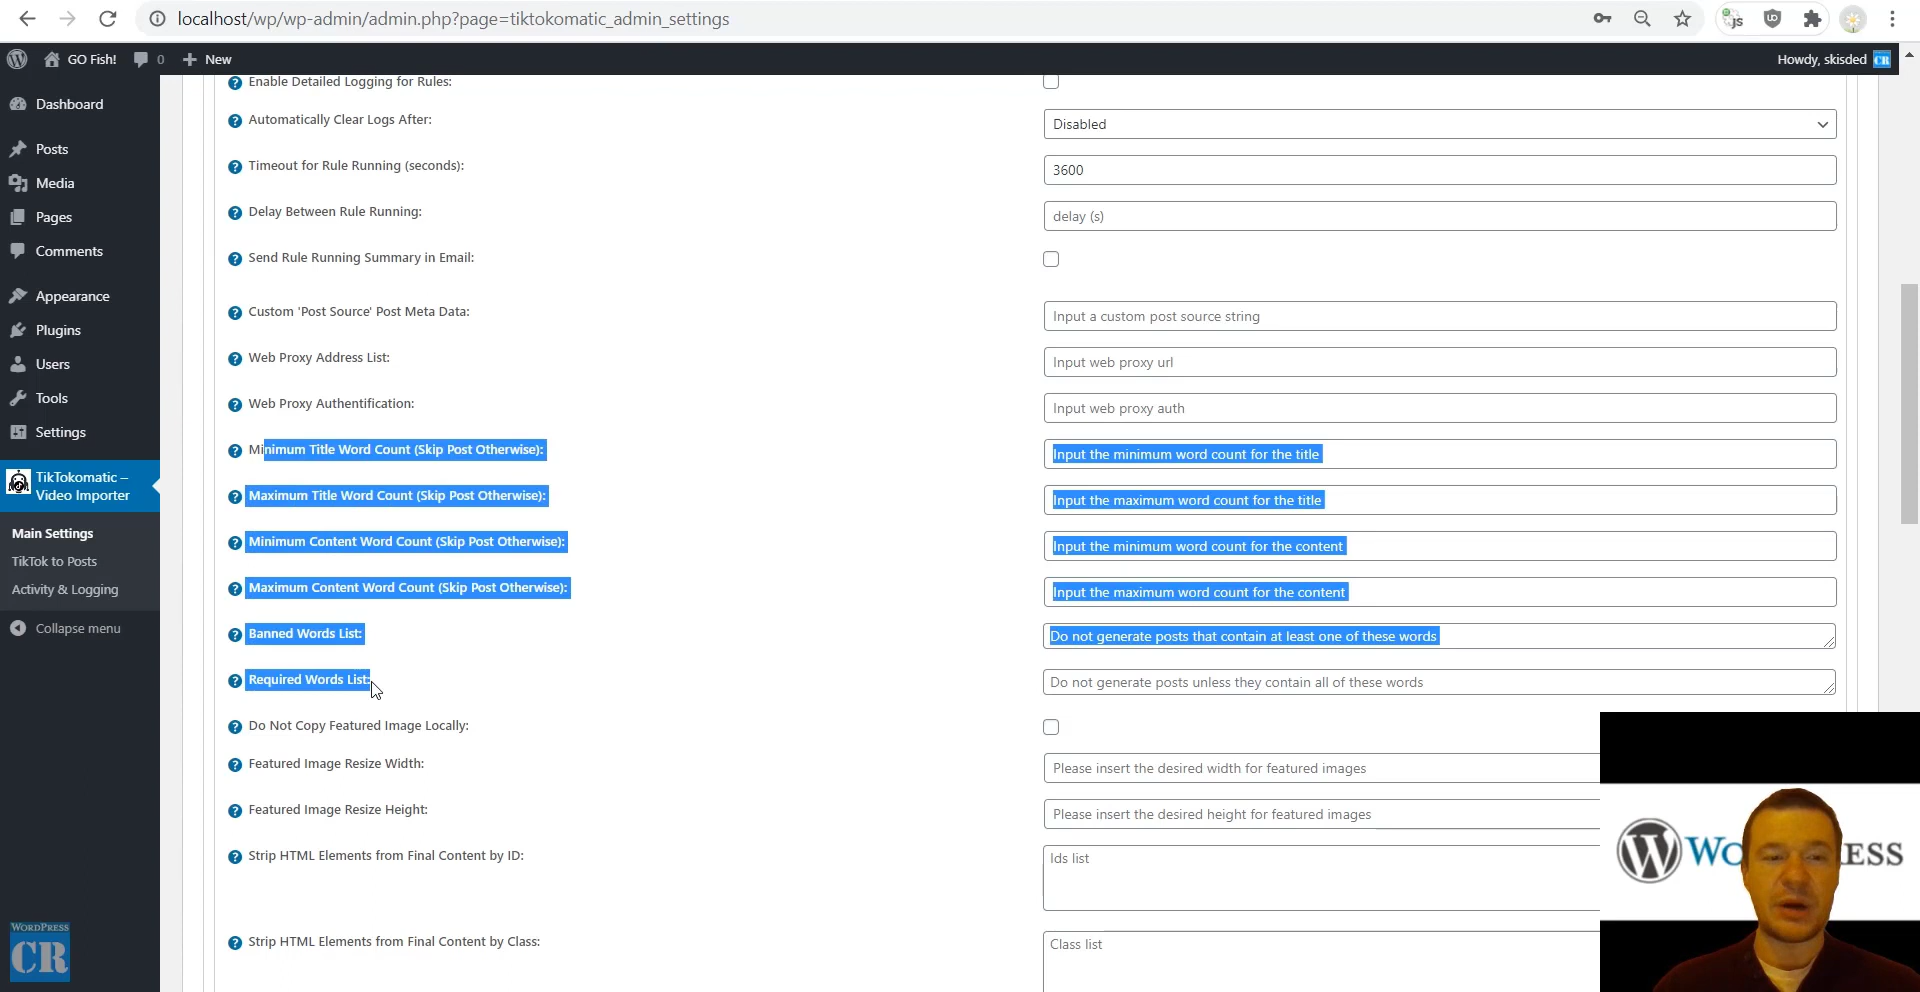 localhost/wp/wp-admin/admin.php?page=tiktokomatic_admin_settings
GO Fish! 0 New
Howdy, skisded CR
Dashboard
Posts
Media
Pages
Comments
Appearance
Plugins
Users
Tools
Settings
TikTokomatic –
Video Importer
Main Settings
TikTok to Posts
Activity & Logging
Collapse menu
WORDPRESS
CR
Enable Detailed Logging for Rules:
Automatically Clear Logs After:
Disabled
Timeout for Rule Running (seconds):
3600
Delay Between Rule Running:
delay (s)
Send Rule Running Summary in Email:
Custom 'Post Source' Post Meta Data:
Input a custom post source string
Web Proxy Address List:
Input web proxy url
Web Proxy Authentification:
Input web proxy auth
Minimum Title Word Count (Skip Post Otherwise):
Input the minimum word count for the title
Maximum Title Word Count (Skip Post Otherwise):
Input the maximum word count for the title
Minimum Content Word Count (Skip Post Otherwise):
Input the minimum word count for the content
Maximum Content Word Count (Skip Post Otherwise):
Input the maximum word count for the content
Banned Words List:
Do not generate posts that contain at least one of these words
Required Words List:
Do not generate posts unless they contain all of these words
Do Not Copy Featured Image Locally:
Featured Image Resize Width:
Please insert the desired width for featured images
Featured Image Resize Height:
Please insert the desired height for featured images
Strip HTML Elements from Final Content by ID:
Ids list
Strip HTML Elements from Final Content by Class:
Class list
WO ESS